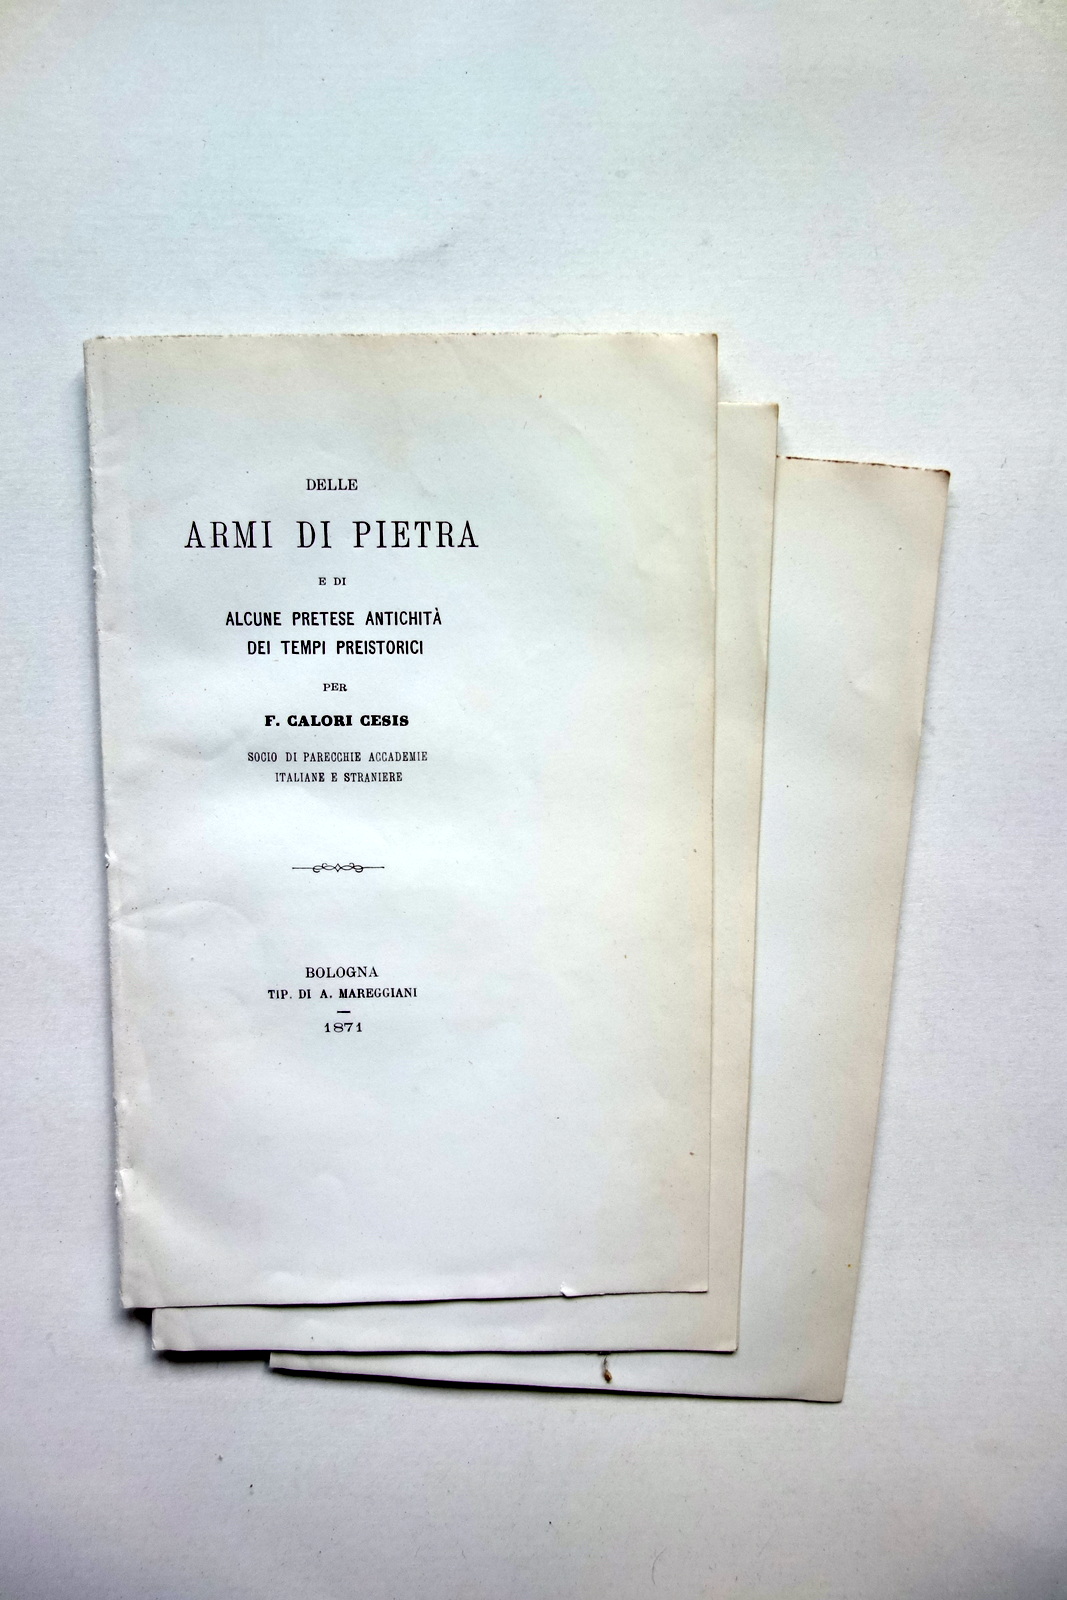 DELLE
ARMI DI PIETRA
E DI
ALCUNE PRETESE ANTICHITÀ
DEI TEMPI PREISTORICI
PER
F. CALORI CESIS
SOCIO DI PARECCHIE ACCADEMIE
ITALIANE E STRANIERE
BOLOGNA
TIP. DI A. MAREGGIANI
1871